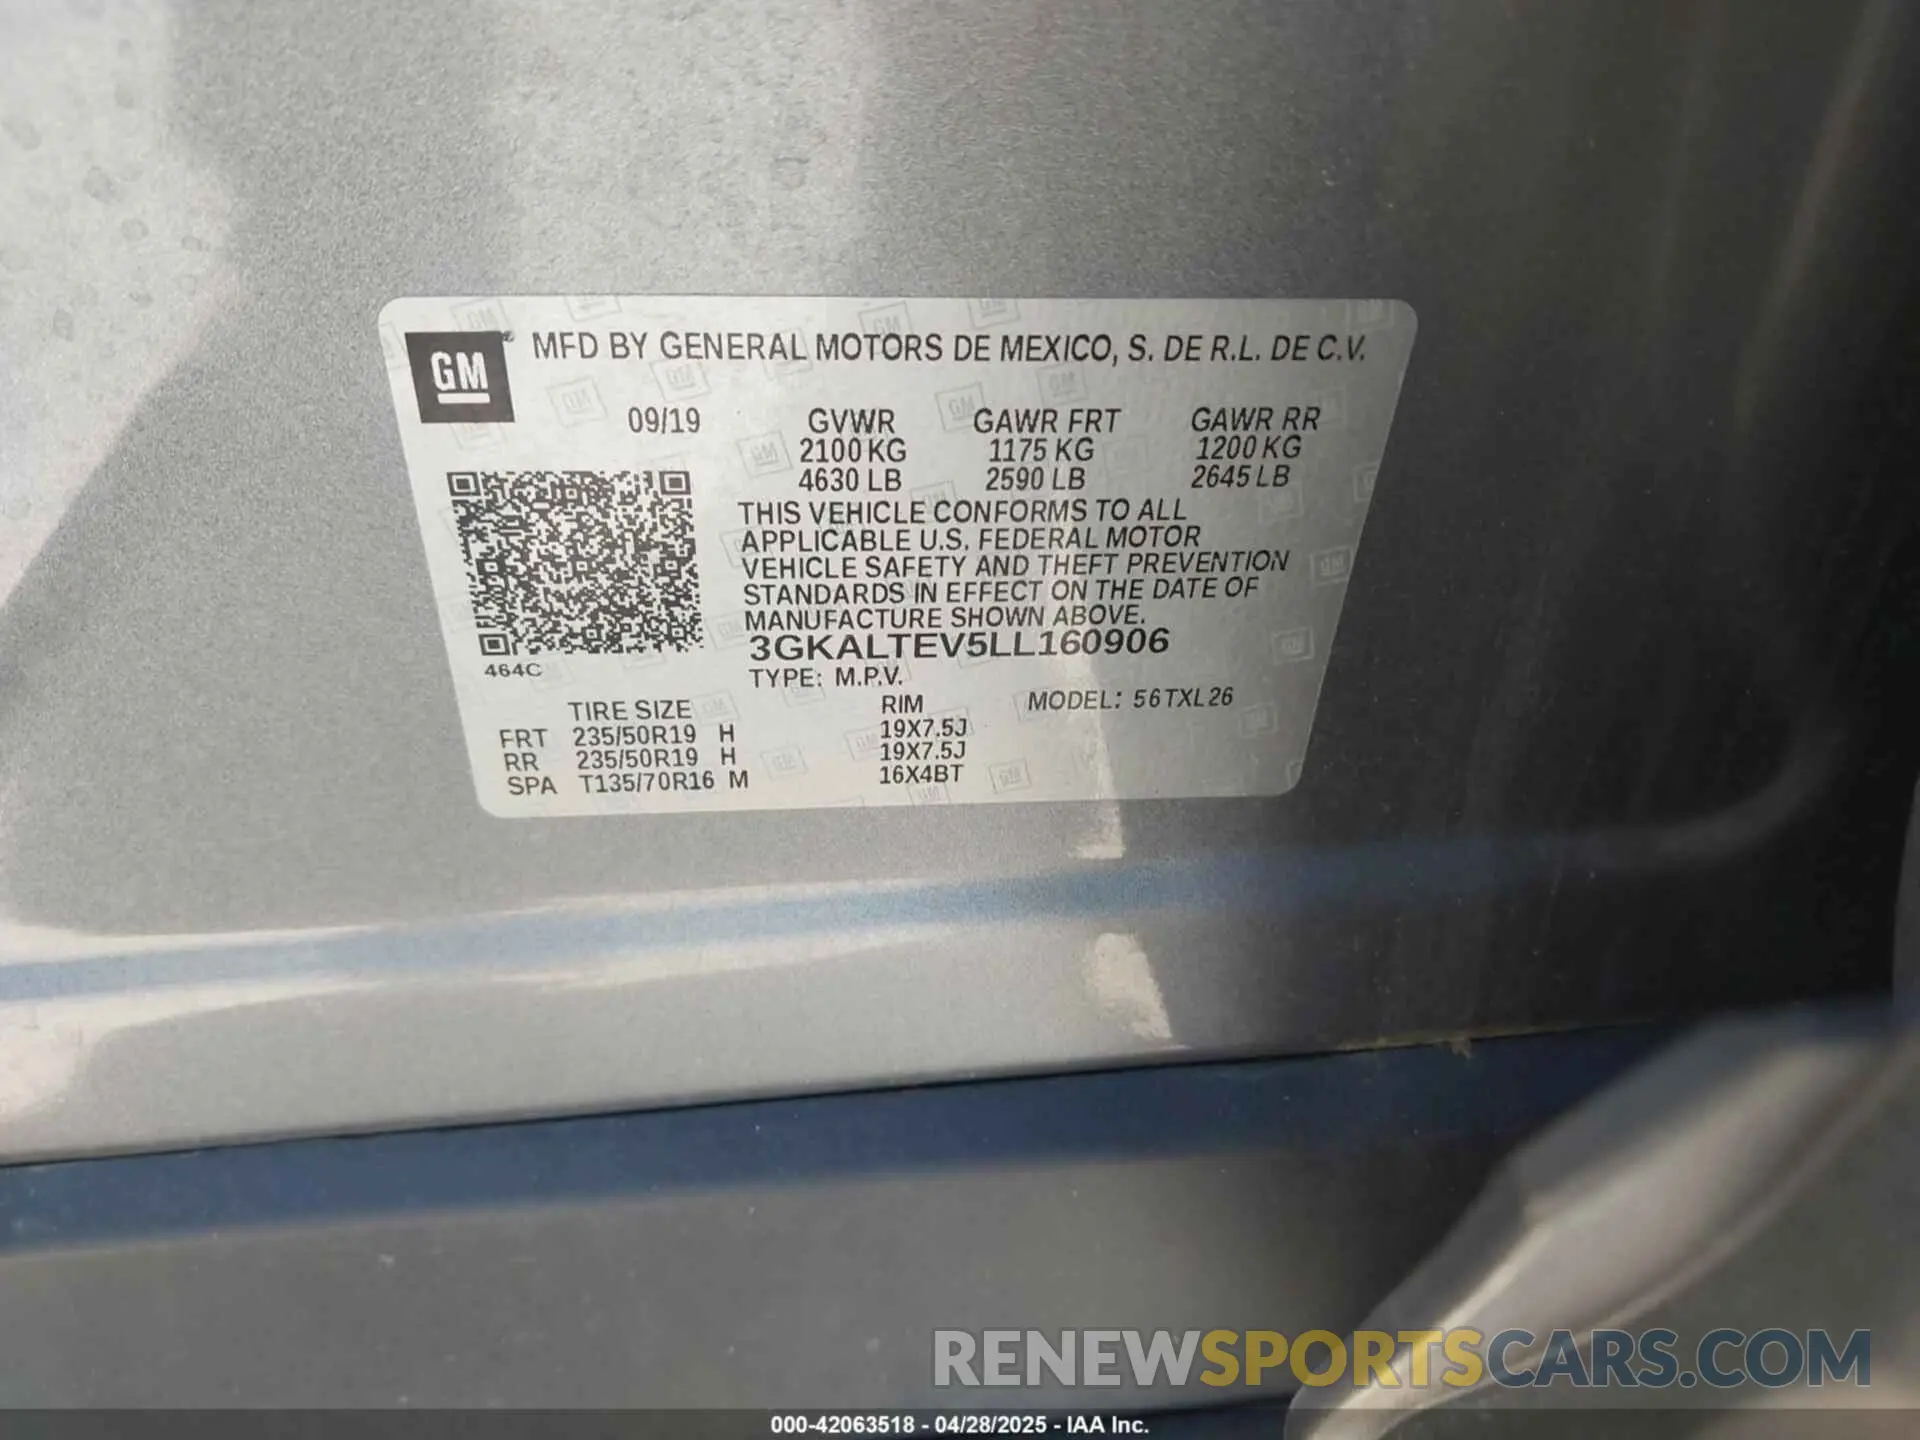 GM
MFD BY GENERAL MOTORS DE MEXICO, S. DE R.L. DE C.V.
09/19 GVWR GAWR FRT GAWR RR
2100 KG 1175 KG 1200 KG
4630 LB 2590 LB 2645 LB
THIS VEHICLE CONFORMS TO ALL
APPLICABLE U.S. FEDERAL MOTOR
VEHICLE SAFETY AND THEFT PREVENTION
STANDARDS IN EFFECT ON THE DATE OF
MANUFACTURE SHOWN ABOVE.
3GKALTEV5LL160906
464C
TYPE: M.P.V.
TIRE SIZE RIM MODEL: 56TXL26
FRT 235/50R19 H 19X7.5J
RR 235/50R19 H 19X7.5J
SPA T135/70R16 M 16X4BT
RENEWSPORTSCARS.COM
000-42063518 - 04/28/2025 - IAA Inc.